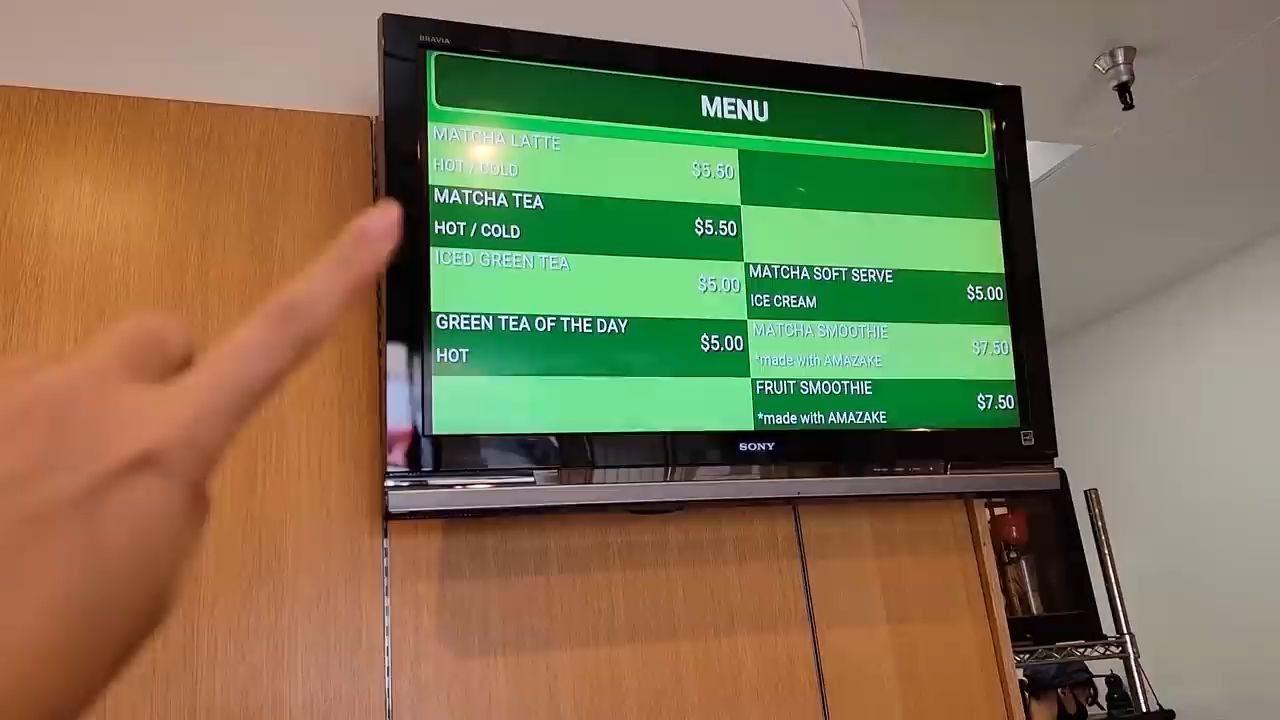 BRAVIA
MENU
MATCHA LATTE
HOT / COLD $5.50
MATCHA TEA
HOT / COLD $5.50
ICED GREEN TEA
$5.00
GREEN TEA OF THE DAY
HOT $5.00
MATCHA SOFT SERVE
ICE CREAM $5.00
MATCHA SMOOTHIE
*made with AMAZAKE $7.50
FRUIT SMOOTHIE
*made with AMAZAKE $7.50
SONY